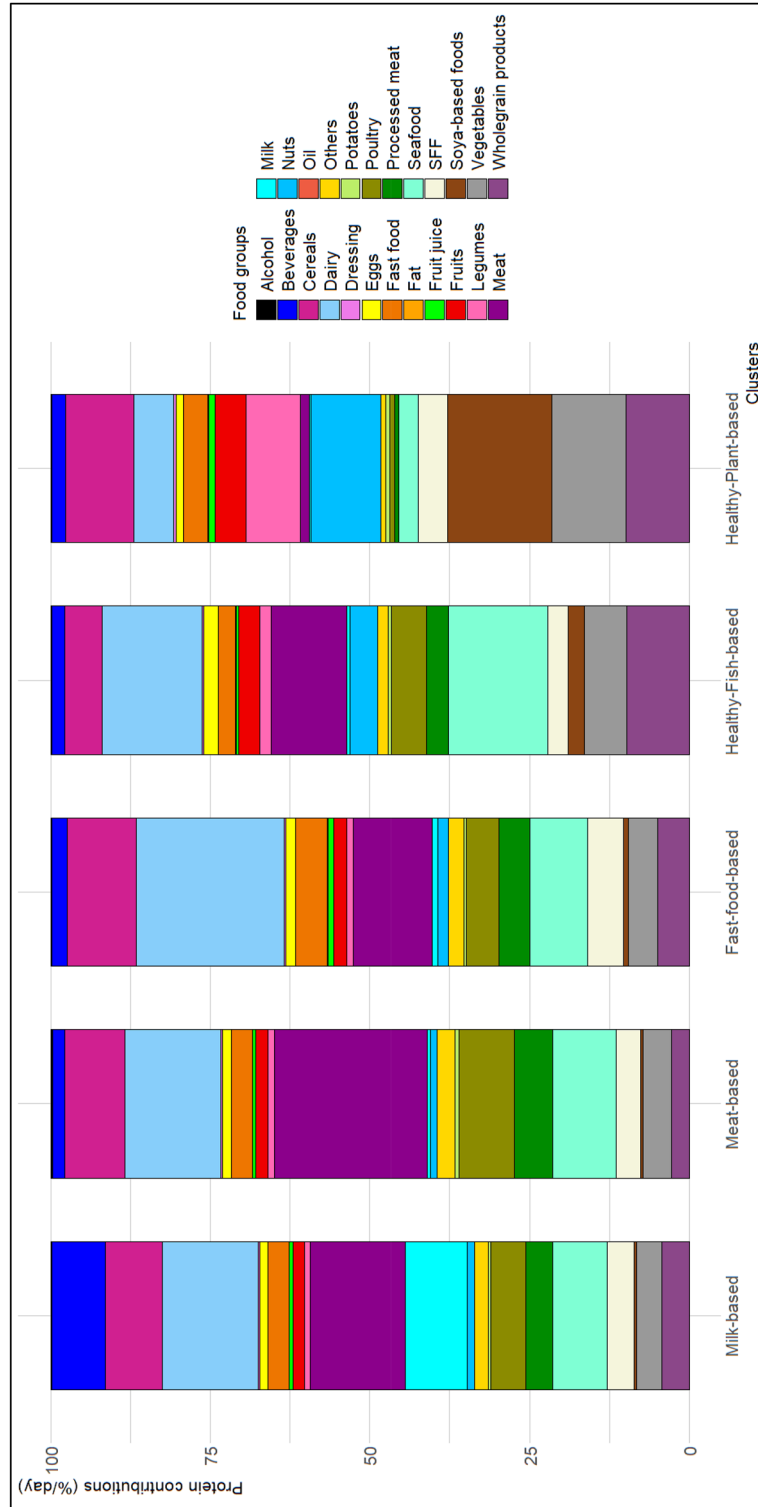 Protein contributions (%/day)
100
75
50
25
0
Milk-based
Meat-based
Fast-food-based
Healthy-Fish-based
Healthy-Plant-based
Clusters
Food groups
Alcohol
Beverages
Cereals
Dairy
Dressing
Eggs
Fast food
Fat
Fruit juice
Fruits
Legumes
Meat
Milk
Nuts
Oil
Others
Potatoes
Poultry
Processed meat
Seafood
SFF
Soya-based foods
Vegetables
Wholegrain products